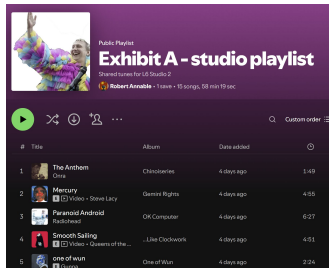 Public Playlist
Exhibit A - studio playlist
Shared tunes for L6 Studio 2
Robert Annable • 1 save • 15 songs, 58 min 19 sec
Custom order
# Title Album Date added
1 The Anthem Chinoiseries 4 days ago 1:49
Onra
2 Mercury Gemini Rights 4 days ago 4:55
E Video • Steve Lacy
3 Paranoid Android OK Computer 4 days ago 6:27
Radiohead
4 Smooth Sailing ...Like Clockwork 4 days ago 4:51
E Video • Queens of the...
5 one of wun One of Wun 4 days ago 2:24
E Gunna